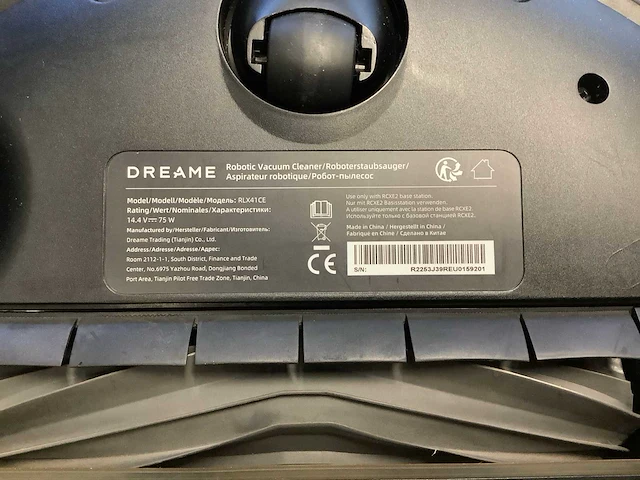 DREAME
Robotic Vacuum Cleaner/Roboterstaubsauger/
Aspirateur robotique/Робот-пылесос
Model/Modell/Modèle/Модель: RLX41CE
Rating/Wert/Nominales/Характеристики:
14.4 V⎓ 75 W
Manufactured by/Hersteller/Fabricant/Изготовитель:
Dreame Trading (Tianjin) Co., Ltd.
Address/Adresse/Adresse/Адрес:
Room 2112-1-1, South District, Finance and Trade
Center, No.6975 Yazhou Road, Dongjiang Bonded
Port Area, Tianjin Pilot Free Trade Zone, Tianjin, China
Use only with RCXE2 base station.
Nur mit RCXE2 Basisstation verwenden.
A utiliser uniquement avec la station de base RCXE2.
Используйте только с базовой станцией RCXE2.
Made in China / Hergestellt in China /
Fabriqué en Chine / Сделано в Китае
CE
S/N: R2253J39REU0159201